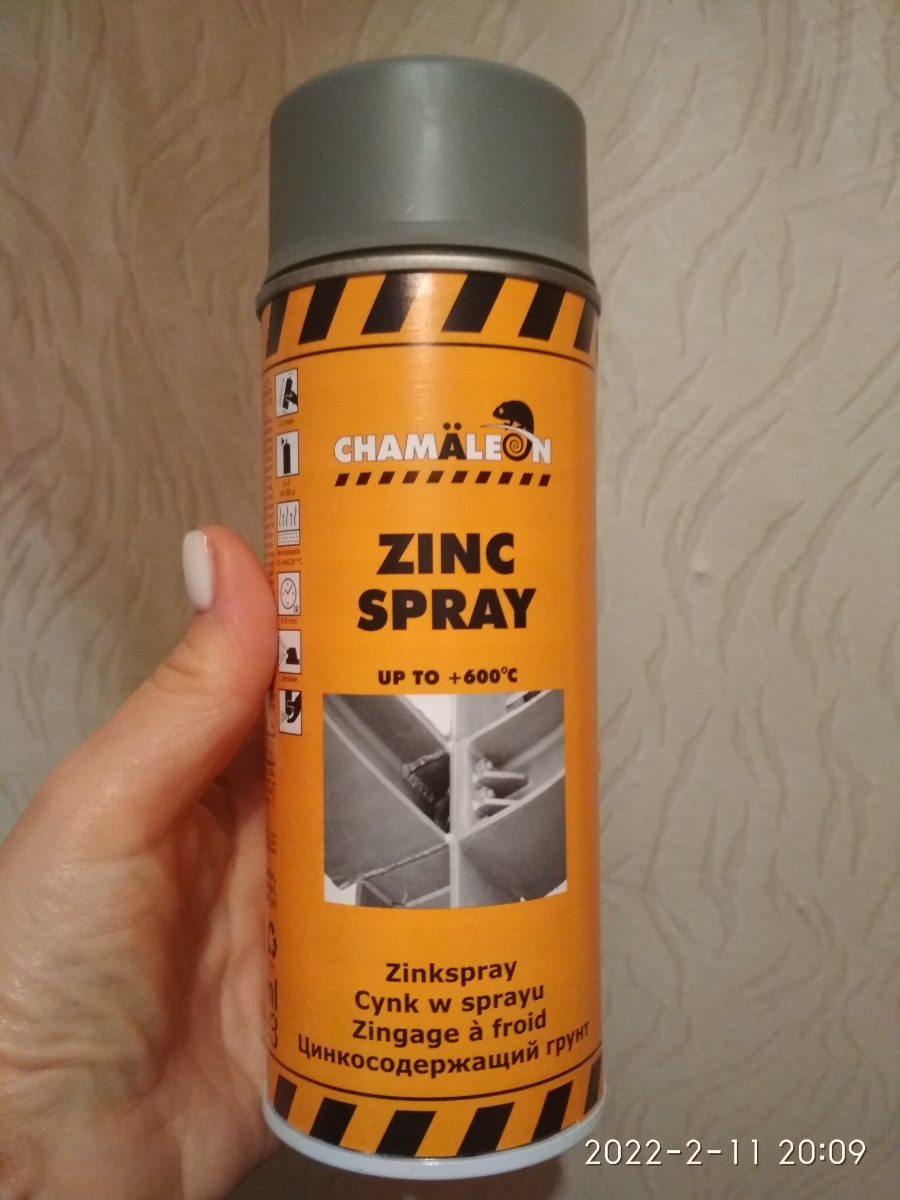 CHAMÄLEON
ZINC
SPRAY
UP TO +600°C
Zinkspray
Cynk w sprayu
Zingage à froid
Цинкосодержащий грунт
2022-2-11 20:09